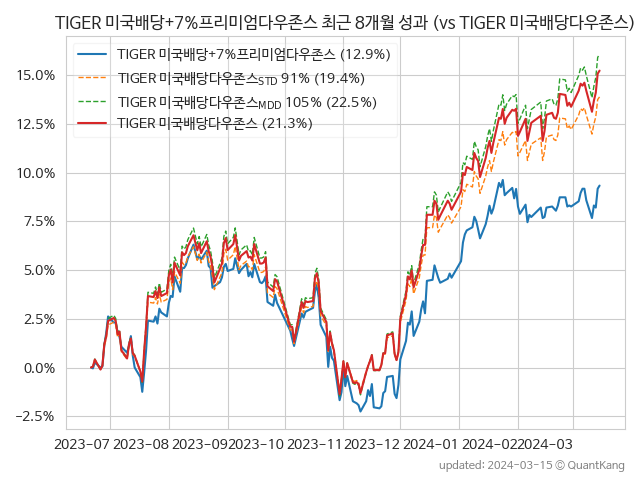 TIGER 미국배당+7%프리미엄다우존스 최근 8개월 성과 (vs TIGER 미국배당다우존스)
TIGER 미국배당+7%프리미엄다우존스 (12.9%)
TIGER 미국배당다우존스STD 91% (19.4%)
TIGER 미국배당다우존스MDD 105% (22.5%)
TIGER 미국배당다우존스 (21.3%)
15.0%
12.5%
10.0%
7.5%
5.0%
2.5%
0.0%
−2.5%
2023-07 2023-08 2023-09 2023-10 2023-11 2023-12 2024-01 2024-02 2024-03
updated: 2024-03-15 © QuantKang